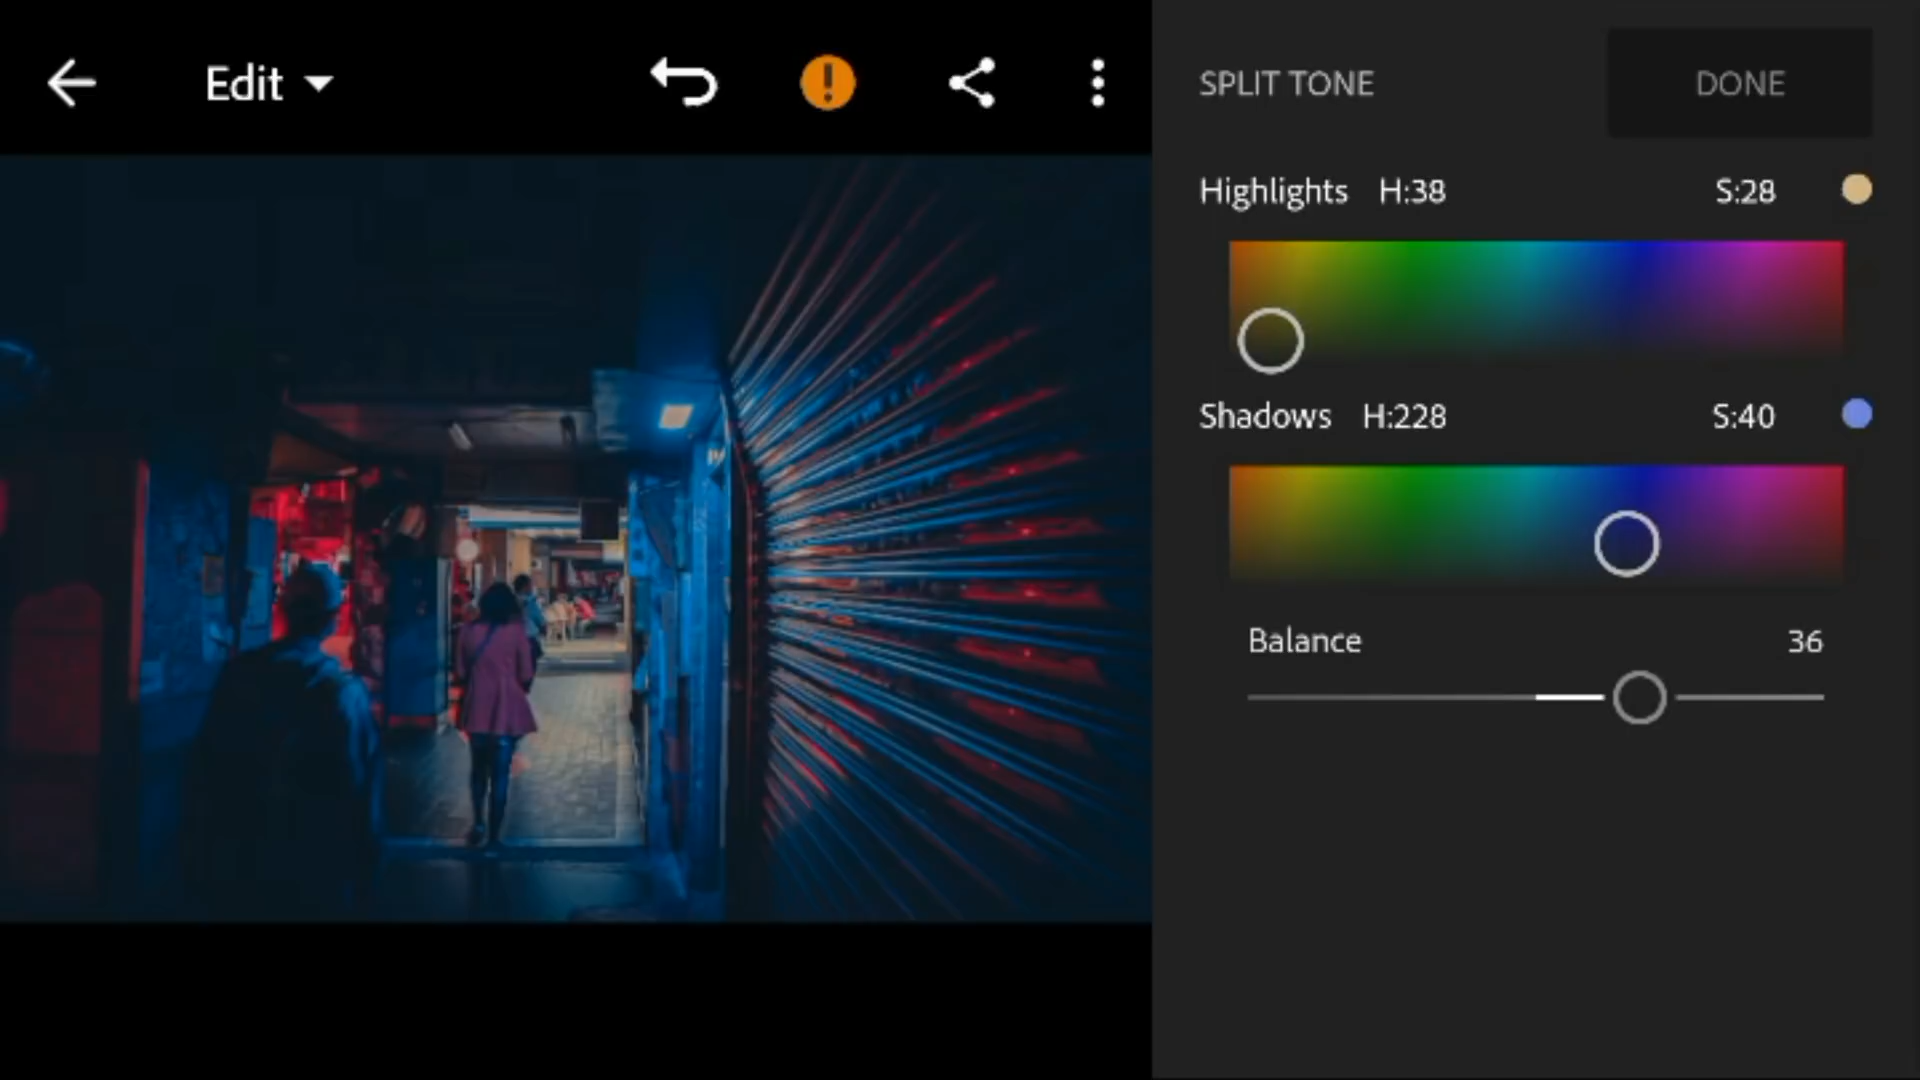 Edit
SPLIT TONE
DONE
Highlights H:38 S:28
Shadows H:228 S:40
Balance 36